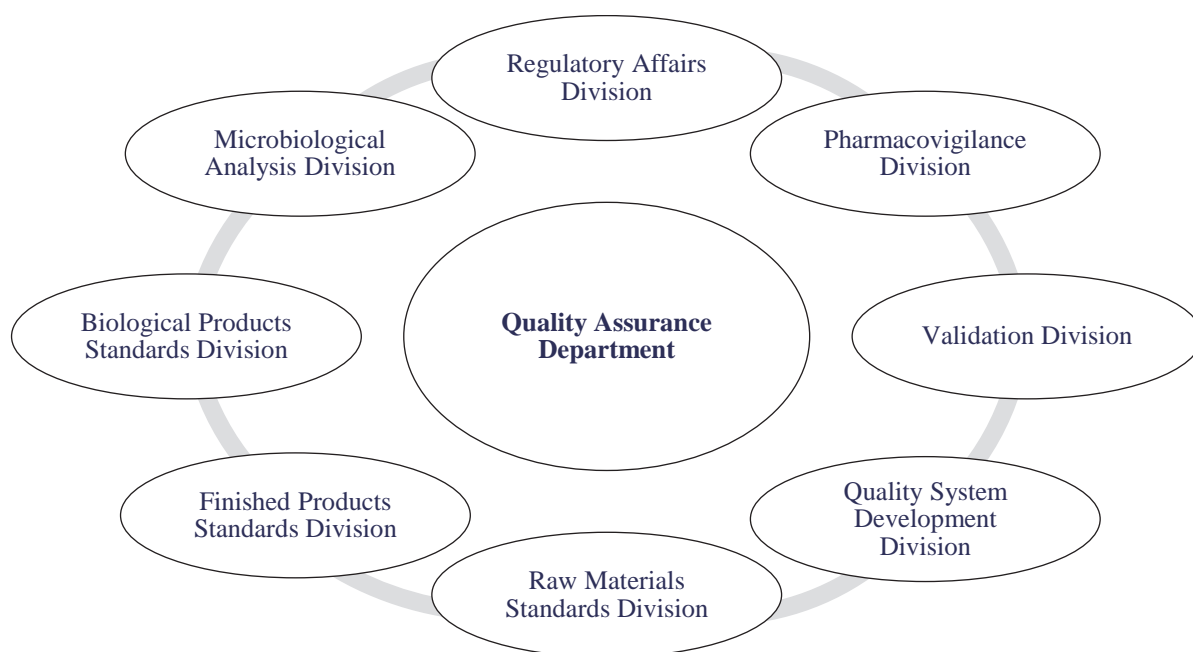 Regulatory Affairs
Division
Pharmacovigilance
Division
Validation Division
Quality System
Development
Division
Raw Materials
Standards Division
Finished Products
Standards Division
Biological Products
Standards Division
Microbiological
Analysis Division
Quality Assurance
Department